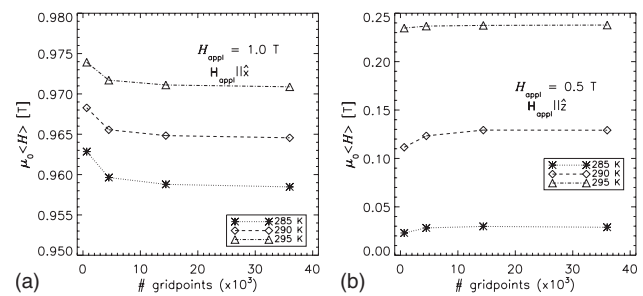 0.980
0.975
0.970
0.965
0.960
0.955
0.950
μ₀<H> [T]
H_appl = 1.0 T
H_appl||x̂
285 K
290 K
295 K
0 10 20 30 40
# gridpoints (x10³)
(a)
0.25
0.20
0.15
0.10
0.05
0.00
μ₀<H> [T]
H_appl = 0.5 T
H_appl||ẑ
285 K
290 K
295 K
0 10 20 30 40
# gridpoints (x10³)
(b)